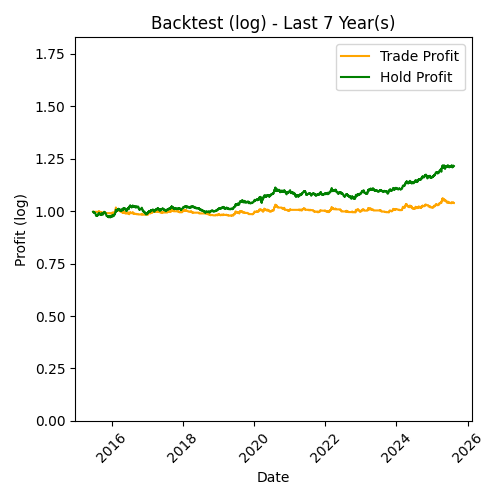 Backtest (log) - Last 7 Year(s)
Trade Profit
Hold Profit
Profit (log)
1.75
1.50
1.25
1.00
0.75
0.50
0.25
0.00
2016
2018
2020
2022
2024
2026
Date